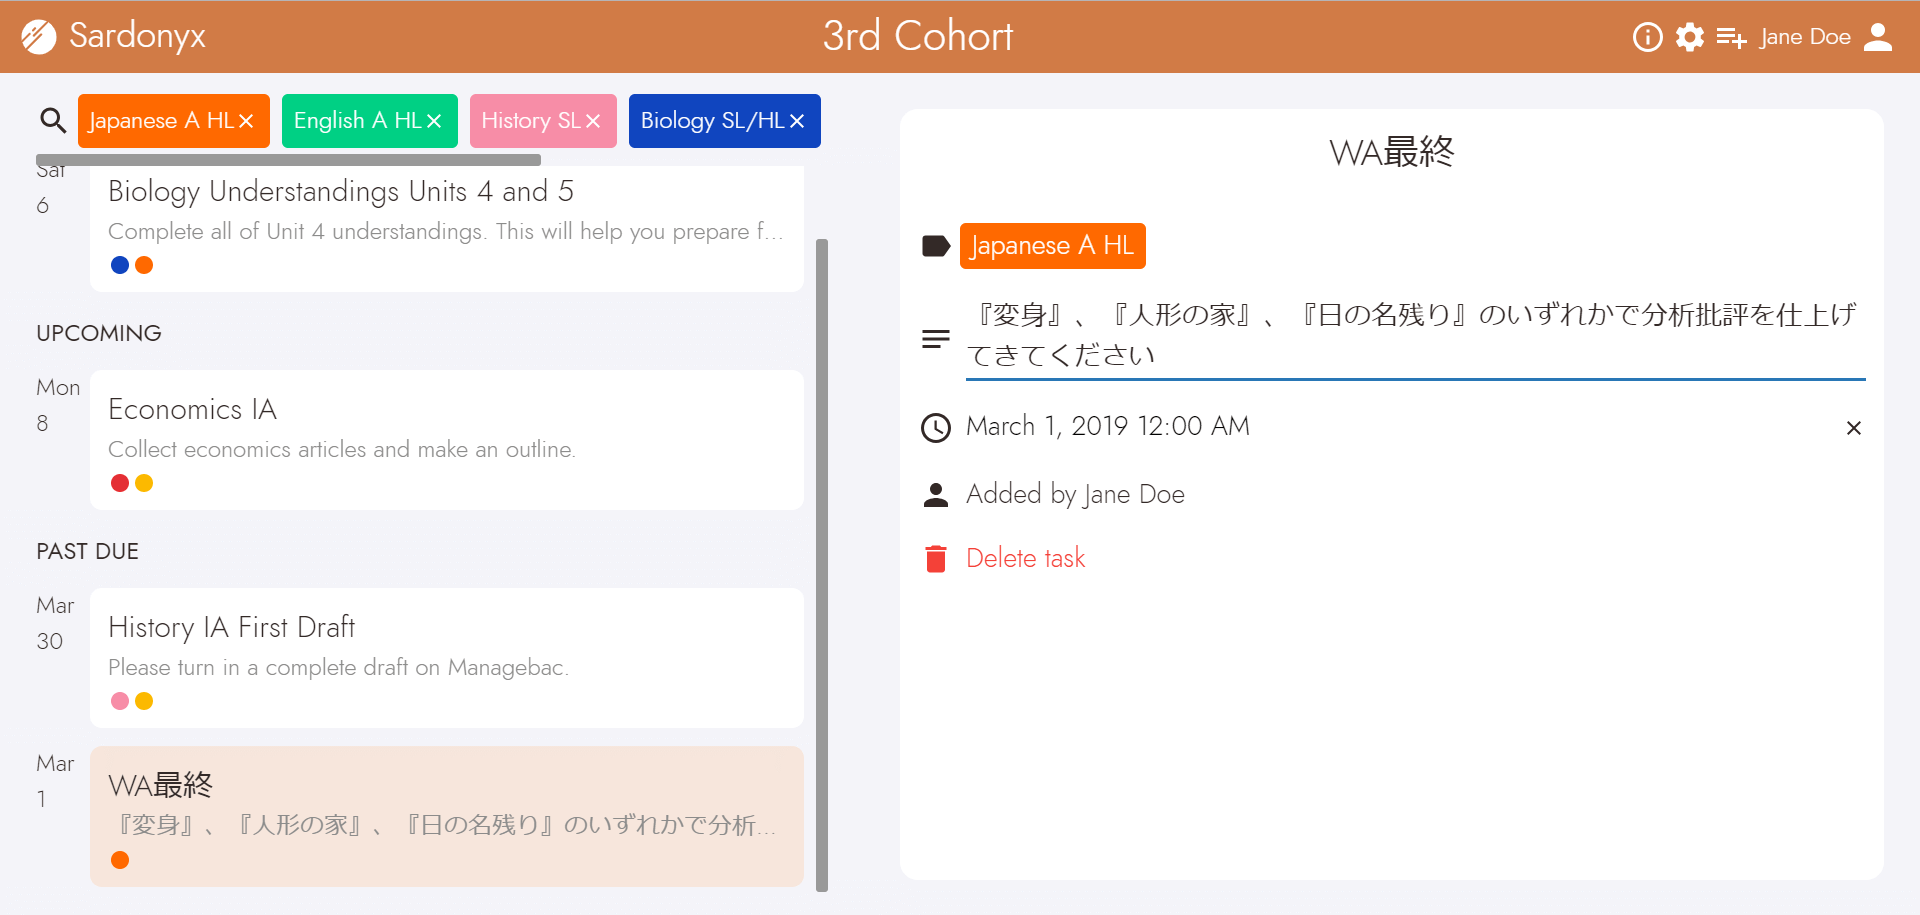 Sardonyx
3rd Cohort
Jane Doe
Japanese A HL
English A HL
History SL
Biology SL/HL
Sat
6
Biology Understandings Units 4 and 5
Complete all of Unit 4 understandings. This will help you prepare f...
UPCOMING
Mon
8
Economics IA
Collect economics articles and make an outline.
PAST DUE
Mar
30
History IA First Draft
Please turn in a complete draft on Managebac.
Mar
1
WA最終
『変身』、『人形の家』、『日の名残り』のいずれかで分析...
WA最終
Japanese A HL
『変身』、『人形の家』、『日の名残り』のいずれかで分析批評を仕上げ
てきてください
March 1, 2019 12:00 AM
Added by Jane Doe
Delete task